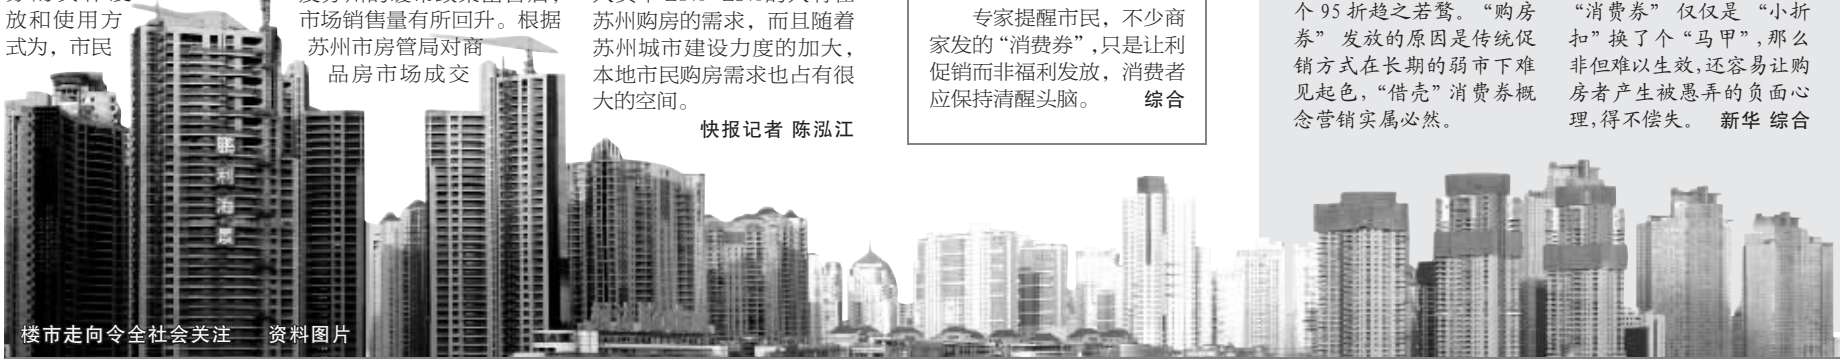 放和使用方
式为，市民
市场销售量有所回升。根据
苏州市房管局对商
品房市场成交
苏州购房的需求，而且随着
苏州城市建设力度的加大，
本地市民购房需求也占有很
大的空间。
快报记者 陈泓江
专家提醒市民，不少商
家发的“消费券”，只是让利
促销而非福利发放，消费者
应保持清醒头脑。 综合
个95折趋之若鹜。“购房
券” 发放的原因是传统促
销方式在长期的弱市下难
见起色，“借壳”消费券概
念营销实属必然。
“消费券” 仅仅是 “小折
扣”换了个“马甲”，那么
非但难以生效，还容易让购
房者产生被愚弄的负面心
理，得不偿失。 新华 综合
楼市走向令全社会关注 资料图片